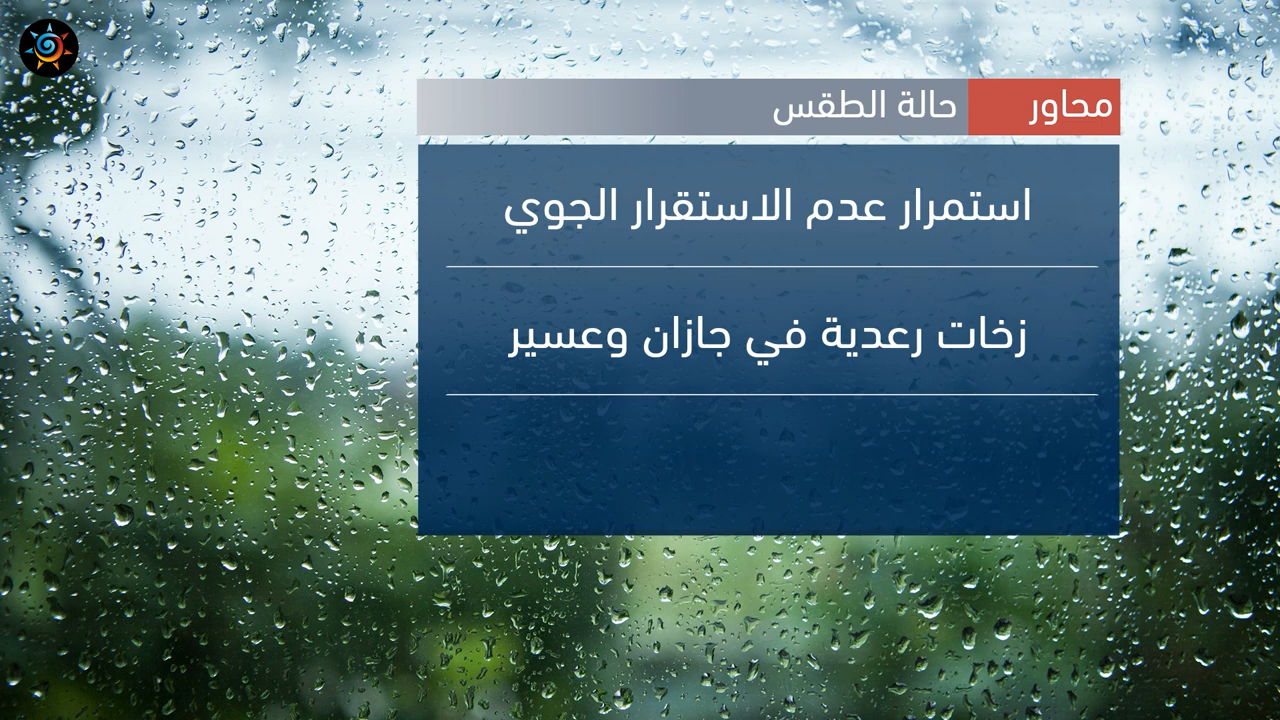 محاور
حالة الطقس
استمرار عدم الاستقرار الجوي
زخات رعدية في جازان وعسير